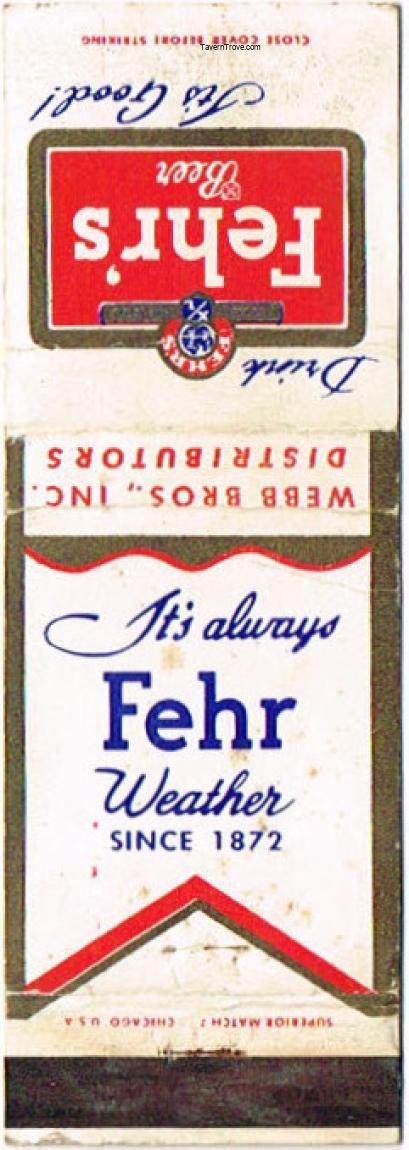 CLOSE COVER BEFORE STRIKING
TavernTrove.com
Drink
FEHR'S
Fehr's
Beer
It's Good!
WEBB BROS., INC.
DISTRIBUTORS
It's always
Fehr
Weather
SINCE 1872
SUPERIOR MATCH CHICAGO U S A